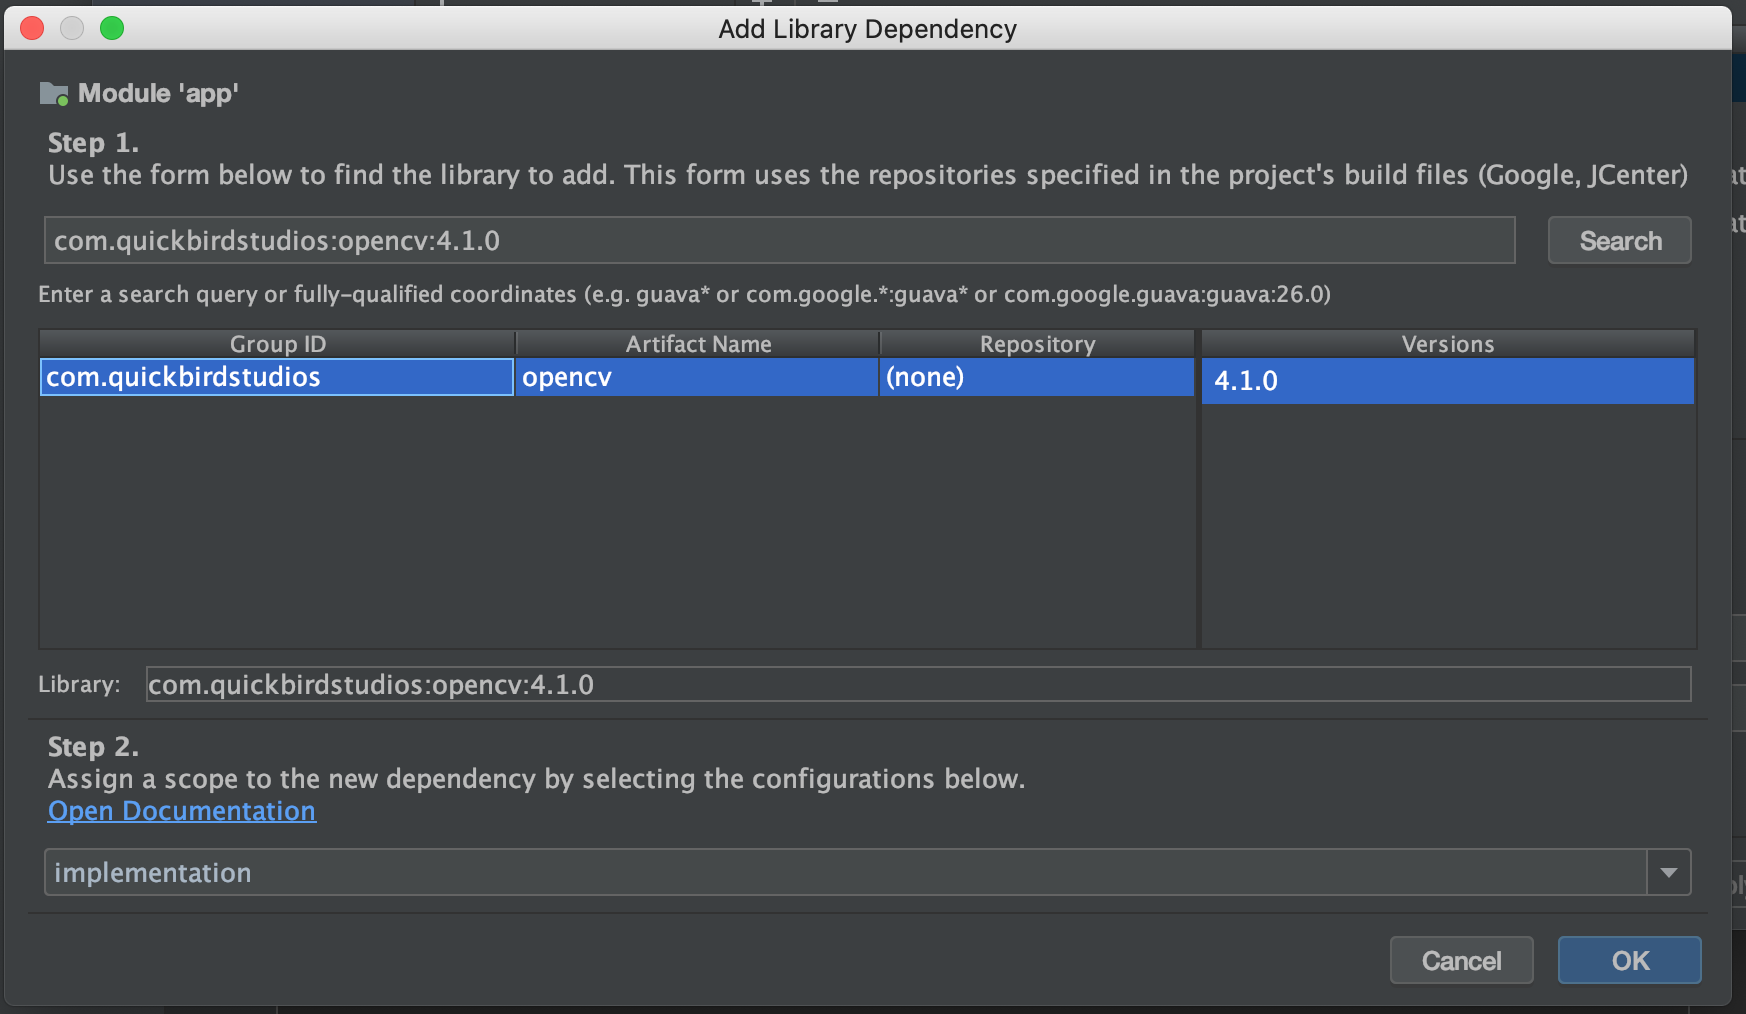 Add Library Dependency
Module 'app'
Step 1.
Use the form below to find the library to add. This form uses the repositories specified in the project's build files (Google, JCenter)
com.quickbirdstudios:opencv:4.1.0
Search
Enter a search query or fully-qualified coordinates (e.g. guava* or com.google.*:guava* or com.google.guava:guava:26.0)
Group ID Artifact Name Repository Versions
com.quickbirdstudios opencv (none) 4.1.0
Library: com.quickbirdstudios:opencv:4.1.0
Step 2.
Assign a scope to the new dependency by selecting the configurations below.
Open Documentation
implementation
Cancel OK